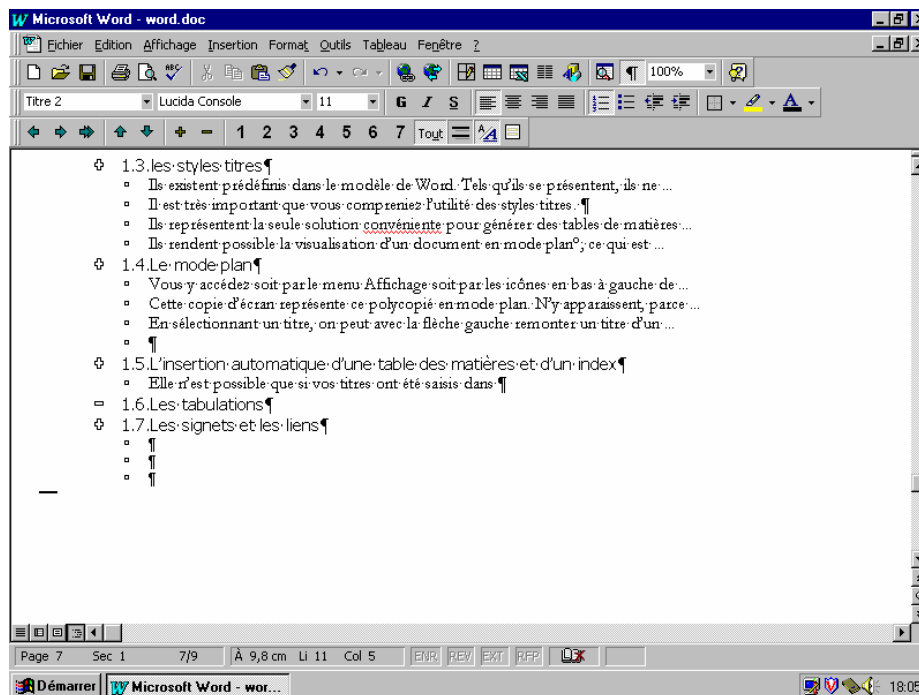 Microsoft Word - word.doc
Fichier Edition Affichage Insertion Format Outils Tableau Fenêtre ?
100%
Titre 2 Lucida Console 11 G I S
1 2 3 4 5 6 7 Tout
1.3.les·styles·titres¶
Ils·existent·prédéfinis·dans·le·modèle·de·Word.·Tels·qu'ils·se·présentent,·ils·ne·...
Il·est·très·important·que·vous·compreniez·l'utilité·des·styles·titres.·¶
Ils·représentent·la·seule·solution·convéniente·pour·générer·des·tables·de·matières·...
Ils·rendent·possible·la·visualisation·d'un·document·en·mode·plan°;·ce·qui·est·...
1.4.Le·mode·plan¶
Vous·y·accédez·soit·par·le·menu·Affichage·soit·par·les·icônes·en·bas·à·gauche·de·...
Cette·copie·d'écran·représente·ce·polycopié·en·mode·plan.·N'y·apparaissent,·parce·...
En·sélectionnant·un·titre,·on·peut·avec·la·flèche·gauche·remonter·un·titre·d'un·...
¶
1.5.L'insertion·automatique·d'une·table·des·matières·et·d'un·index¶
Elle·n'est·possible·que·si·vos·titres·ont·été·saisis·dans·¶
1.6.Les·tabulations¶
1.7.Les·signets·et·les·liens¶
¶
¶
¶
Page 7 Sec 1 7/9 À 9,8 cm Li 11 Col 5 ENR REV EXT RFP
Démarrer Microsoft Word - wor... 18:05